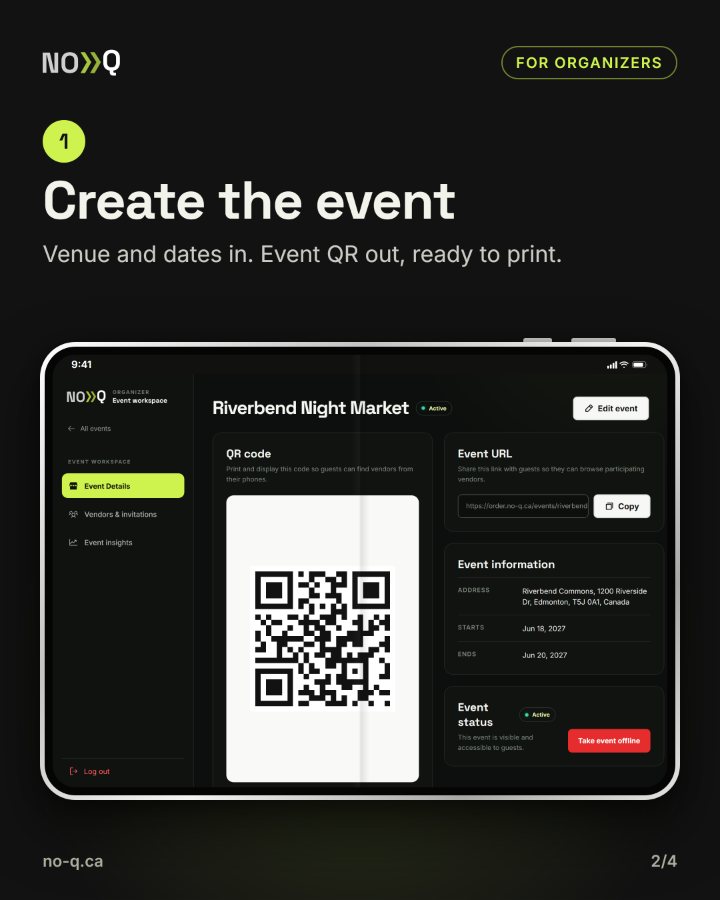 NO»Q
FOR ORGANIZERS
1
Create the event
Venue and dates in. Event QR out, ready to print.
9:41
NO»Q
ORGANIZER
Event workspace
← All events
EVENT WORKSPACE
Event Details
Vendors & invitations
Event insights
Log out
Riverbend Night Market
Active
Edit event
QR code
Print and display this code so guests can find vendors from
their phones.
Event URL
Share this link with guests so they can browse participating
vendors.
https://order.no-q.ca/events/riverbend
Copy
Event information
ADDRESS
Riverbend Commons, 1200 Riverside
Dr, Edmonton, T5J 0A1, Canada
STARTS
Jun 18, 2027
ENDS
Jun 20, 2027
Event
status
Active
This event is visible and
accessible to guests.
Take event offline
no-q.ca
2/4